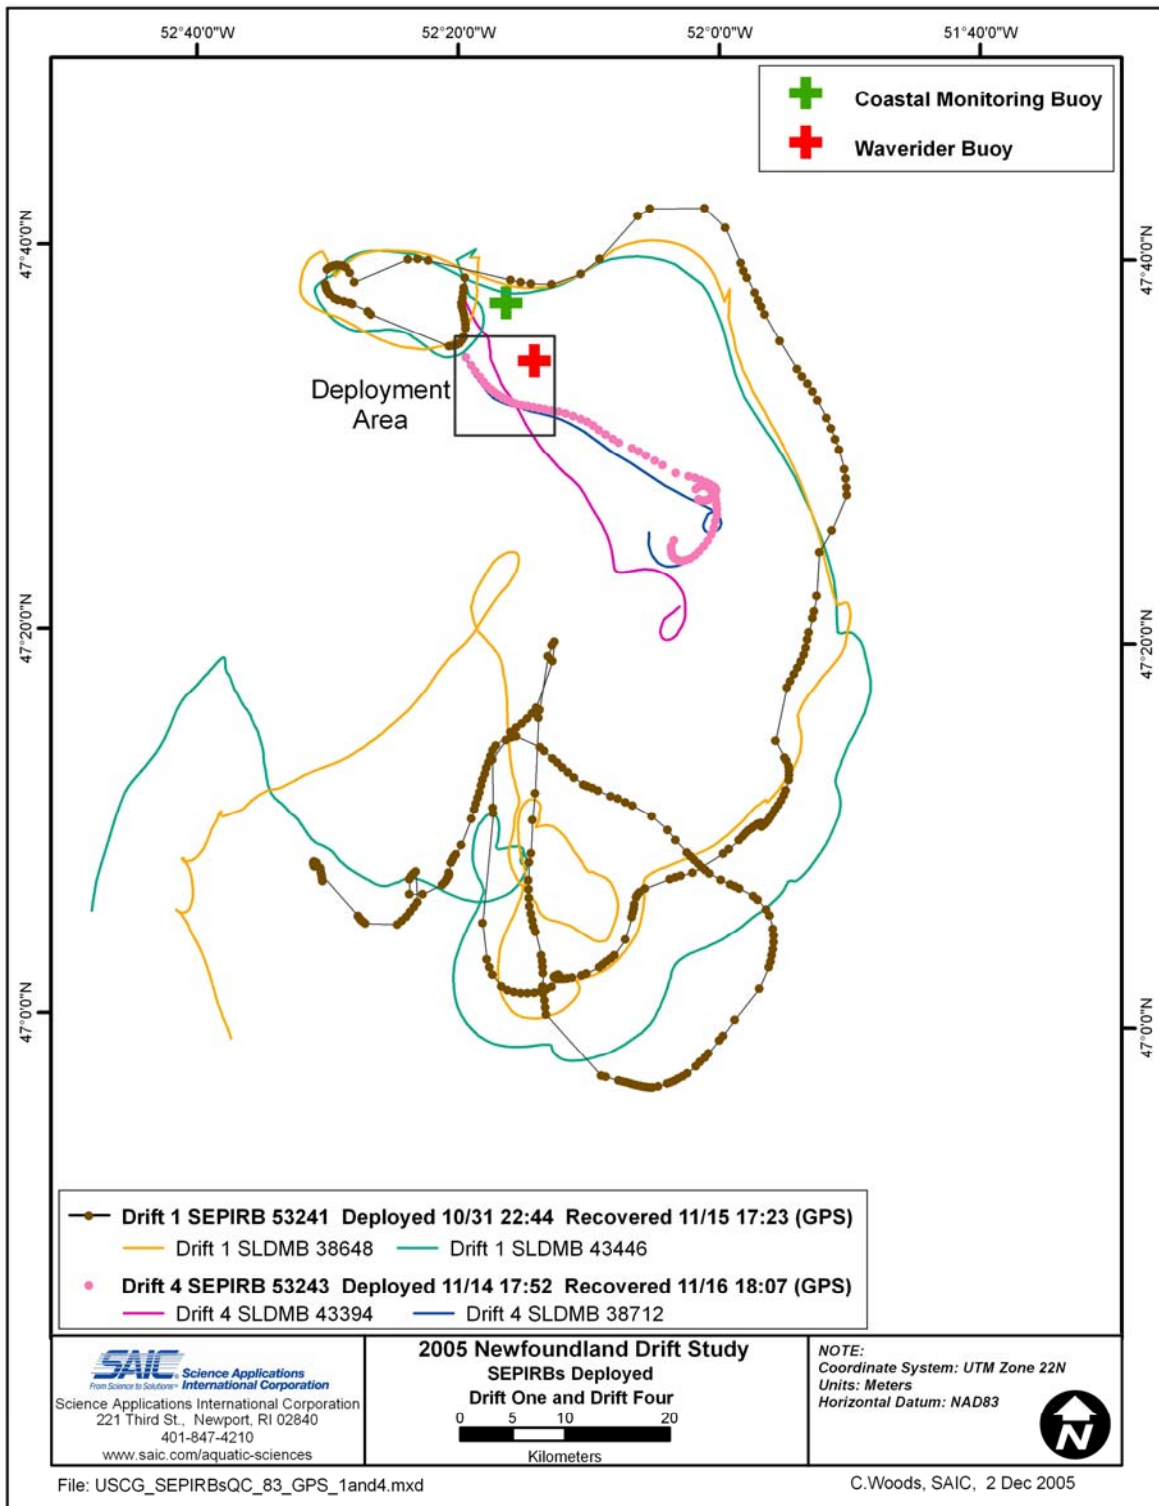 52°40'0"W 52°20'0"W 52°0'0"W 51°40'0"W
Coastal Monitoring Buoy
Waverider Buoy
47°40'0"N 47°40'0"N
Deployment
Area
47°20'0"N 47°20'0"N
47°0'0"N 47°0'0"N
Drift 1 SEPIRB 53241 Deployed 10/31 22:44 Recovered 11/15 17:23 (GPS)
Drift 1 SLDMB 38648 Drift 1 SLDMB 43446
Drift 4 SEPIRB 53243 Deployed 11/14 17:52 Recovered 11/16 18:07 (GPS)
Drift 4 SLDMB 43394 Drift 4 SLDMB 38712
SAIC Science Applications
From Science to Solutions™ International Corporation
Science Applications International Corporation
221 Third St., Newport, RI 02840
401-847-4210
www.saic.com/aquatic-sciences
2005 Newfoundland Drift Study
SEPIRBs Deployed
Drift One and Drift Four
0 5 10 20
Kilometers
NOTE:
Coordinate System: UTM Zone 22N
Units: Meters
Horizontal Datum: NAD83
N
File: USCG_SEPIRBsQC_83_GPS_1and4.mxd
C.Woods, SAIC, 2 Dec 2005